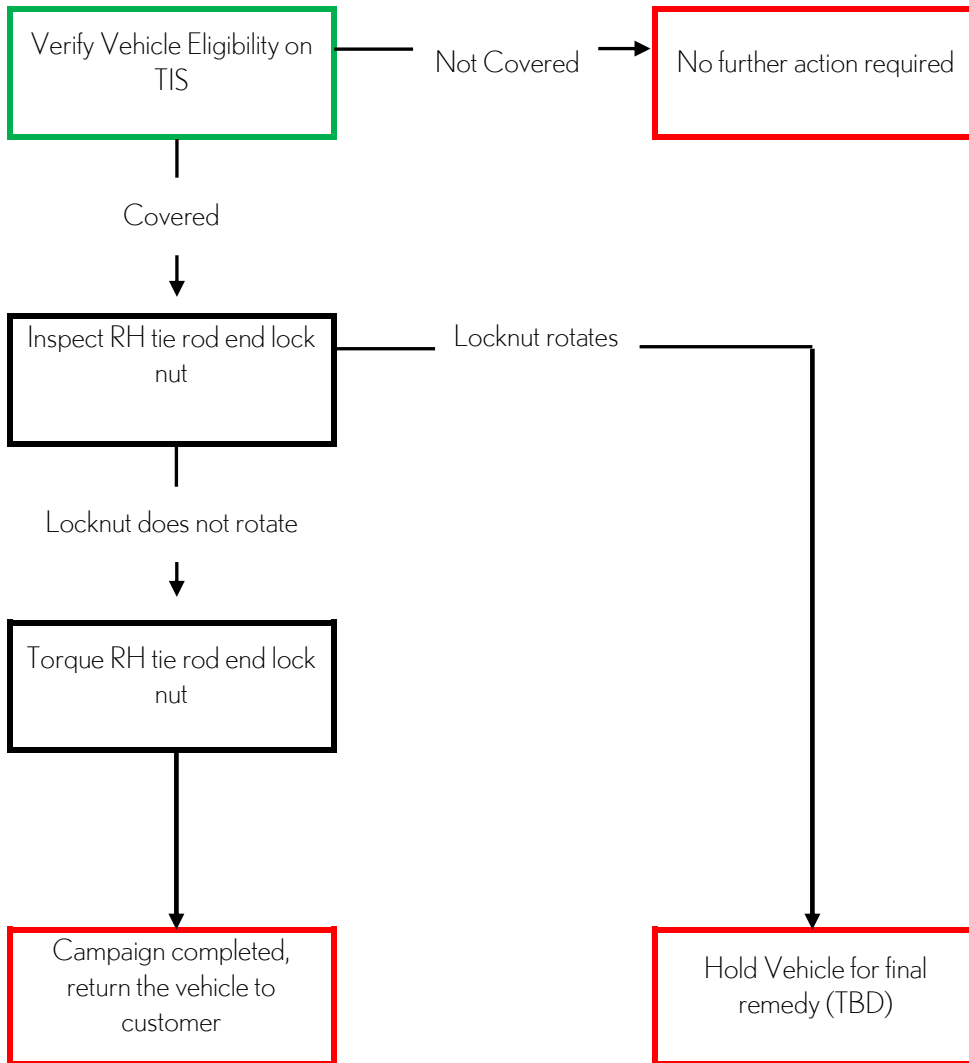 Verify Vehicle Eligibility on
TIS
Not Covered
No further action required
Covered
Inspect RH tie rod end lock
nut
Locknut rotates
Locknut does not rotate
Torque RH tie rod end lock
nut
Campaign completed,
return the vehicle to
customer
Hold Vehicle for final
remedy (TBD)